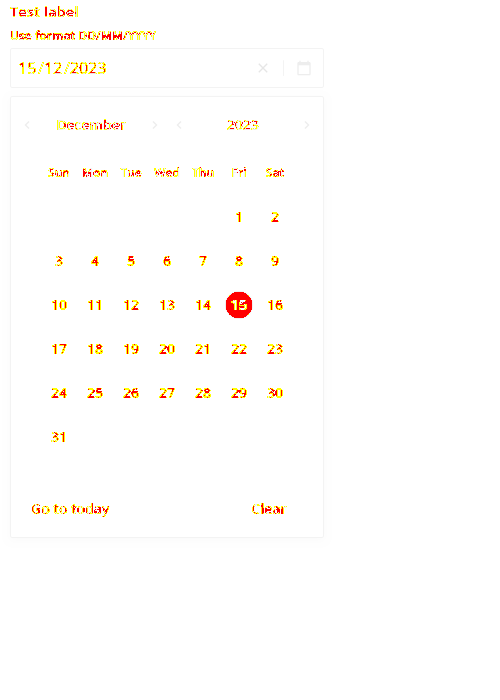 Test label
Use format DD/MM/YYYY
15/12/2023
December 2023
Sun Mon Tue Wed Thu Fri Sat
1 2
3 4 5 6 7 8 9
10 11 12 13 14 15 16
17 18 19 20 21 22 23
24 25 26 27 28 29 30
31
Go to today Clear